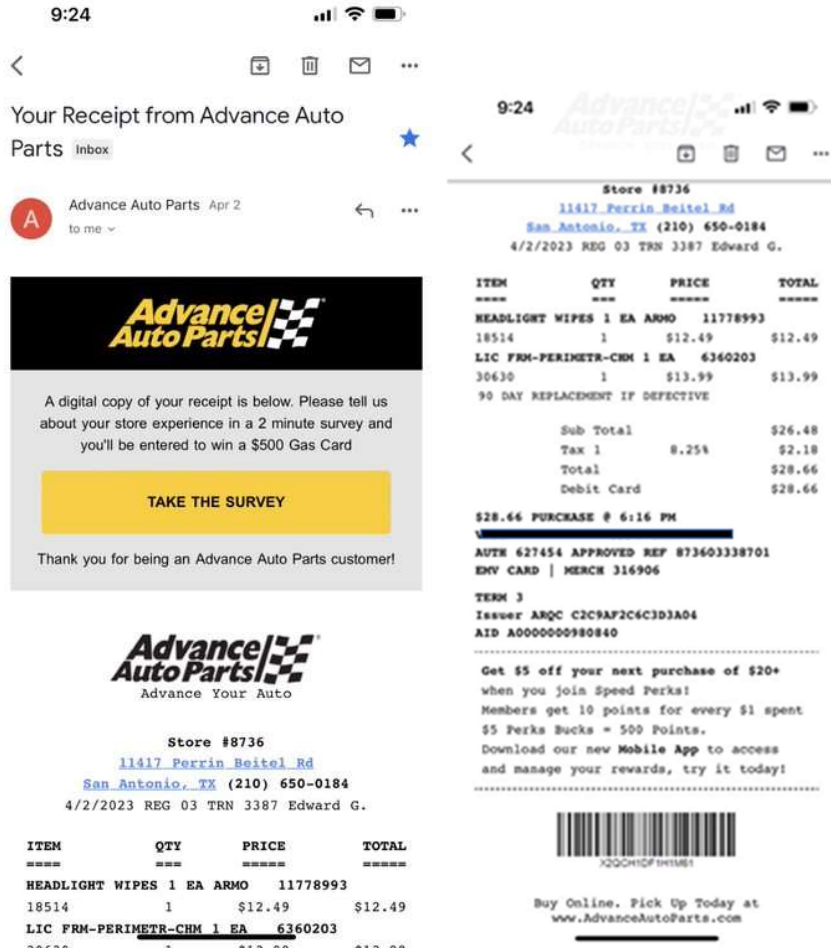 9:24
Your Receipt from Advance Auto
Parts Inbox
A
Advance Auto Parts Apr 2
to me
Advance
Auto Parts
A digital copy of your receipt is below. Please tell us
about your store experience in a 2 minute survey and
you'll be entered to win a $500 Gas Card
TAKE THE SURVEY
Thank you for being an Advance Auto Parts customer!
Advance
Auto Parts
Advance Your Auto
Store #8736
11417 Perrin Beitel Rd
San Antonio, TX (210) 650-0184
4/2/2023 REG 03 TRN 3387 Edward G.
ITEM QTY PRICE TOTAL
==== === ===== =====
HEADLIGHT WIPES 1 EA ARMO 11778993
18514 1 $12.49 $12.49
LIC FRM-PERIMETR-CHM 1 EA 6360203
9:24
Advance
Auto Parts
Store #8736
11417 Perrin Beitel Rd
San Antonio, TX (210) 650-0184
4/2/2023 REG 03 TRN 3387 Edward G.
ITEM QTY PRICE TOTAL
==== === ===== =====
HEADLIGHT WIPES 1 EA ARMO 11778993
18514 1 $12.49 $12.49
LIC FRM-PERIMETR-CHM 1 EA 6360203
30630 1 $13.99 $13.99
90 DAY REPLACEMENT IF DEFECTIVE
Sub Total $26.48
Tax 1 8.25% $2.18
Total $28.66
Debit Card $28.66
$28.66 PURCHASE @ 6:16 PM
AUTH 627454 APPROVED REF 873603338701
EMV CARD | MERCH 316906
TERM 3
Issuer ARQC C2C9AF2C6C3D3A04
AID A0000000980840
Get $5 off your next purchase of $20+
when you join Speed Perks!
Members get 10 points for every $1 spent
$5 Perks Bucks = 500 Points.
Download our new Mobile App to access
and manage your rewards, try it today!
X2QCH1DF1H1M61
Buy Online. Pick Up Today at
www.AdvanceAutoParts.com